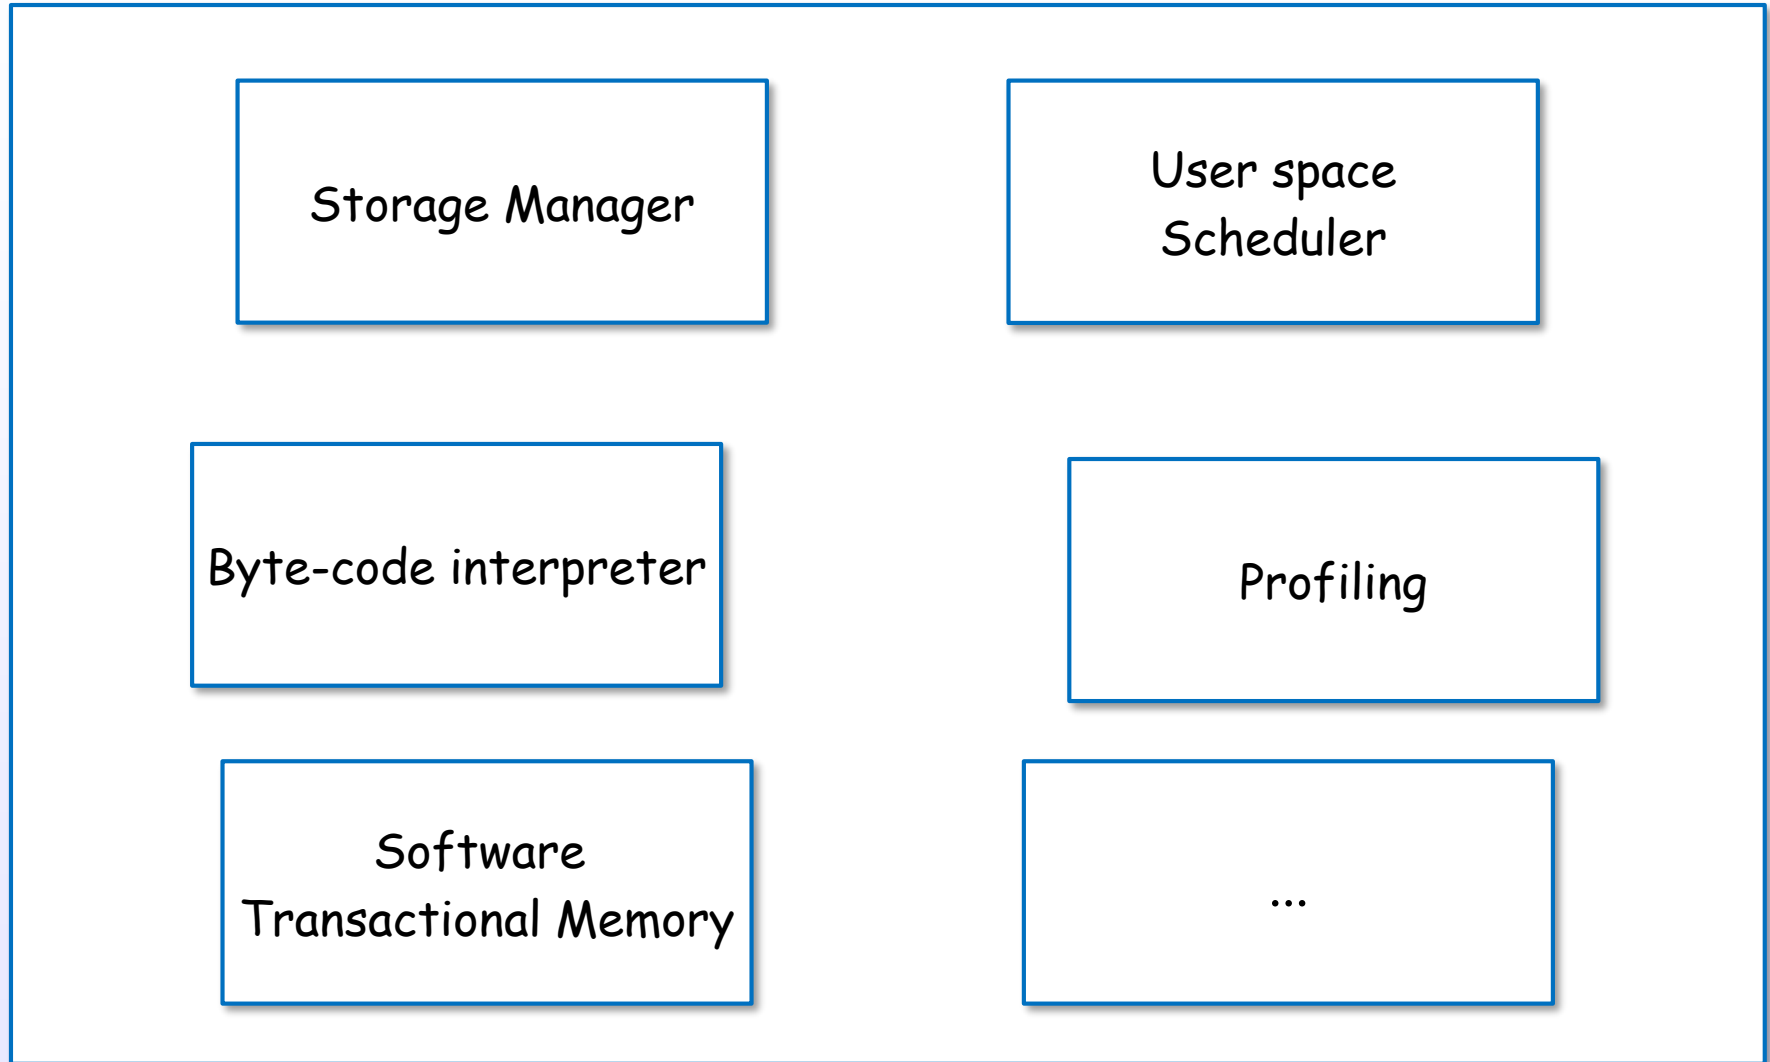 Storage Manager
User space
Scheduler
Byte-code interpreter
Profiling
Software
Transactional Memory
...